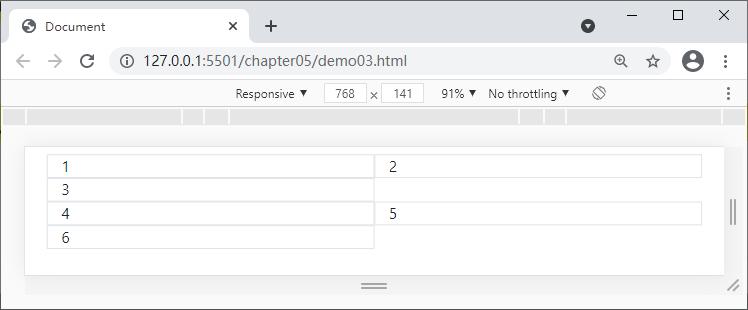 Document
127.0.0.1:5501/chapter05/demo03.html
Responsive ▼ 768 × 141 91% ▼ No throttling ▼
1 2
3
4 5
6